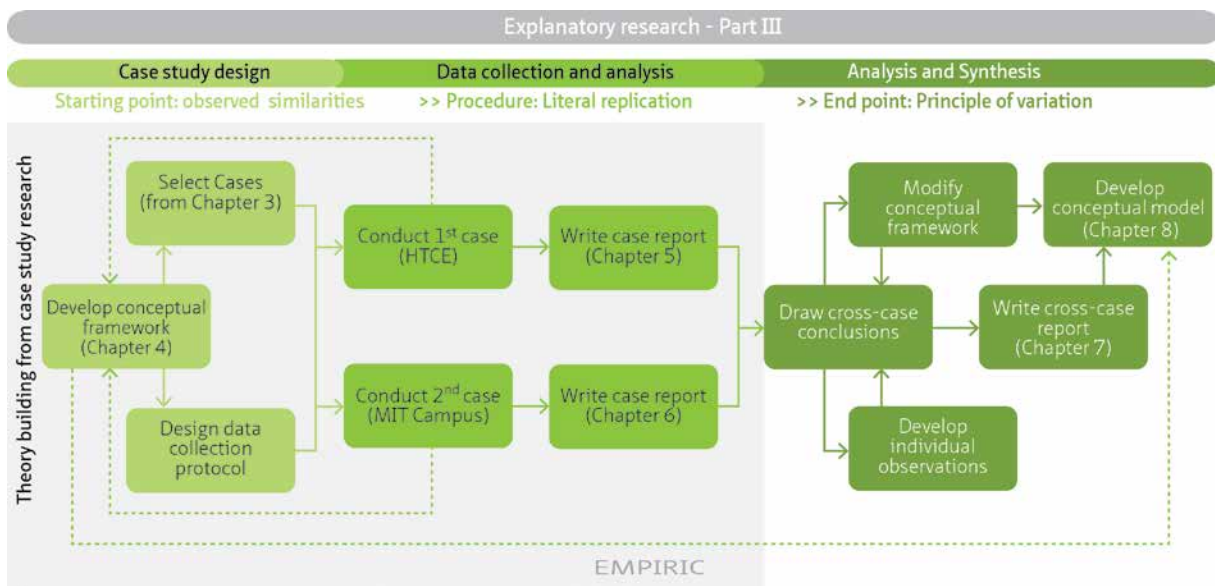 Explanatory research - Part III
Case study design
Data collection and analysis
Analysis and Synthesis
Starting point: observed similarities
>> Procedure: Literal replication
>> End point: Principle of variation
Theory building from case study research
Select Cases
(from Chapter 3)
Develop conceptual
framework
(Chapter 4)
Design data
collection
protocol
Conduct 1st case
(HTCE)
Write case report
(Chapter 5)
Conduct 2nd case
(MIT Campus)
Write case report
(Chapter 6)
Modify
conceptual
framework
Develop
conceptual model
(Chapter 8)
Draw cross-case
conclusions
Write cross-case
report
(Chapter 7)
Develop
individual
observations
EMPIRIC